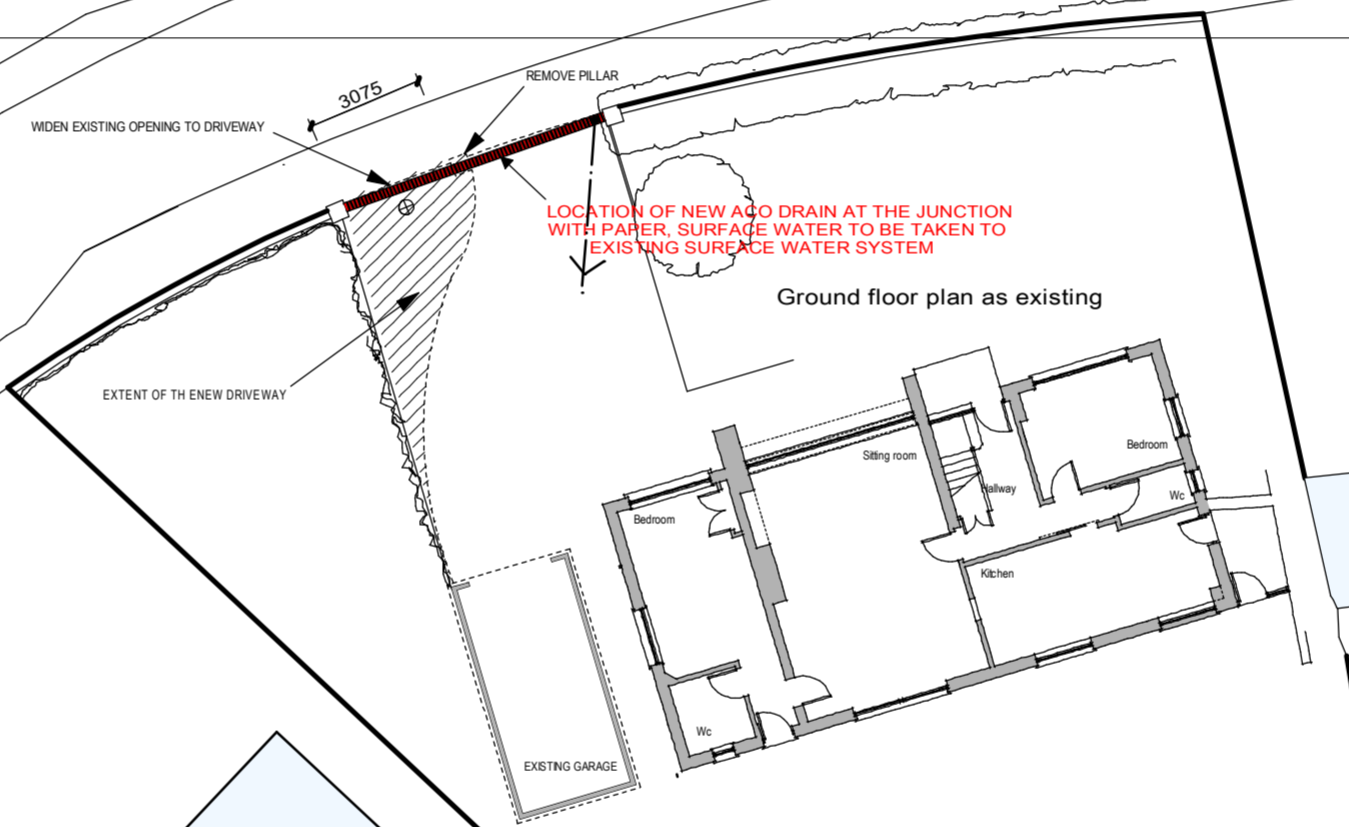 REMOVE PILLAR
3075
WIDEN EXISTING OPENING TO DRIVEWAY
LOCATION OF NEW ACO DRAIN AT THE JUNCTION
WITH PAPER, SURFACE WATER TO BE TAKEN TO
EXISTING SURFACE WATER SYSTEM
Ground floor plan as existing
EXTENT OF TH ENEW DRIVEWAY
Bedroom
Sitting room
Hallway
Wc
Bedroom
Kitchen
Wc
EXISTING GARAGE